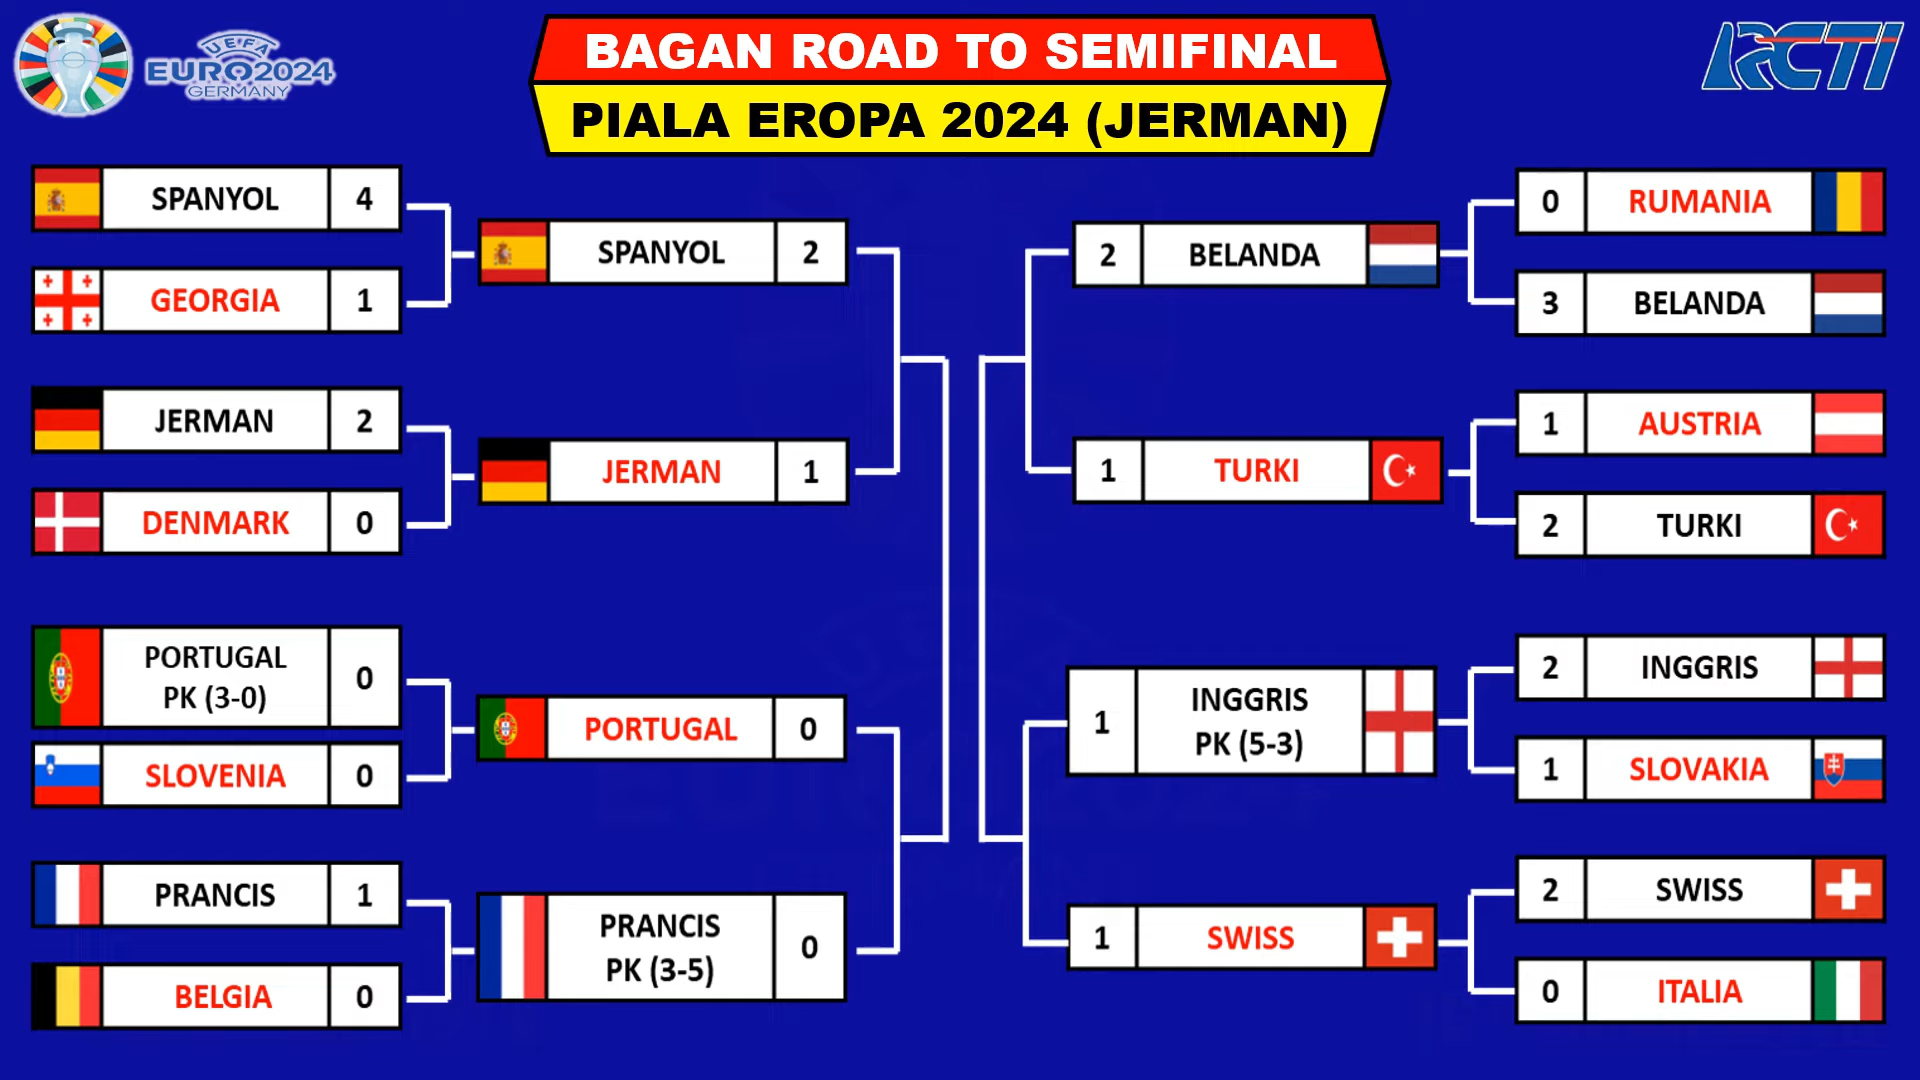 UEFA
EURO2024
GERMANY
BAGAN ROAD TO SEMIFINAL
PIALA EROPA 2024 (JERMAN)
RCTI
SPANYOL 4
GEORGIA 1
JERMAN 2
DENMARK 0
PORTUGAL
PK (3-0)
0
SLOVENIA 0
PRANCIS 1
BELGIA 0
SPANYOL 2
JERMAN 1
PORTUGAL 0
PRANCIS
PK (3-5)
0
2 BELANDA
1 TURKI
1
INGGRIS
PK (5-3)
1 SWISS
0 RUMANIA
3 BELANDA
1 AUSTRIA
2 TURKI
2 INGGRIS
1 SLOVAKIA
2 SWISS
0 ITALIA